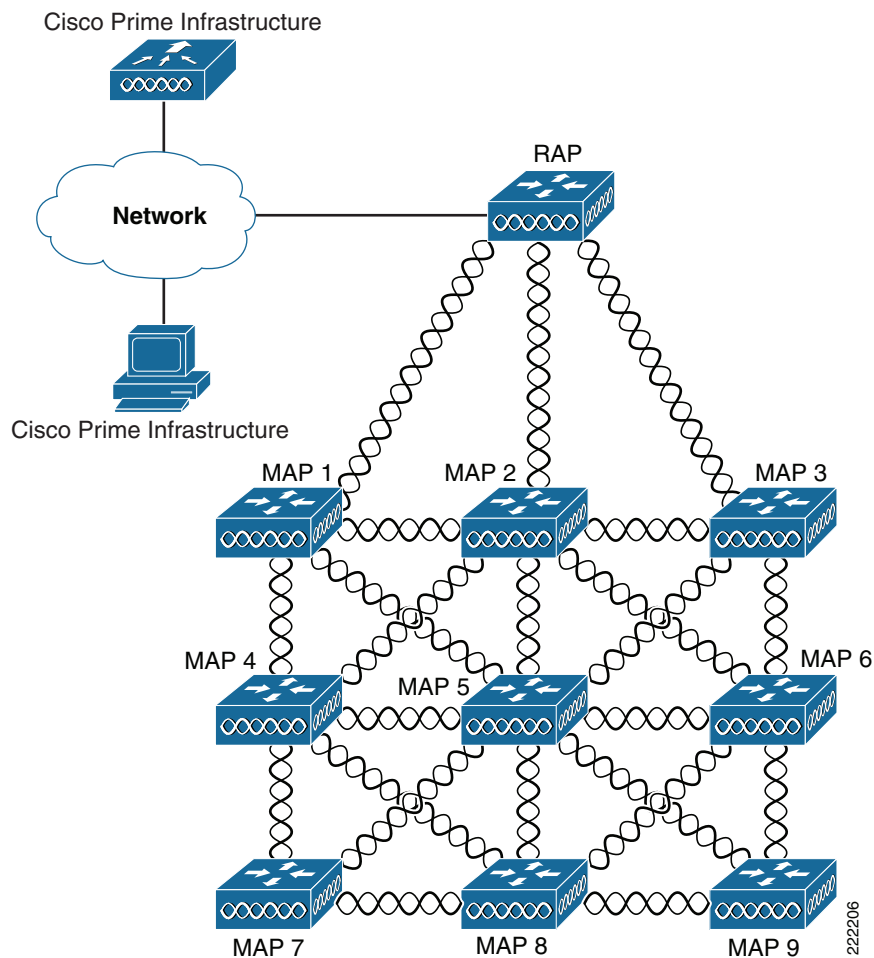 Cisco Prime Infrastructure
RAP
Network
Cisco Prime Infrastructure
MAP 1
MAP 2
MAP 3
MAP 4
MAP 5
MAP 6
MAP 7
MAP 8
MAP 9
222206